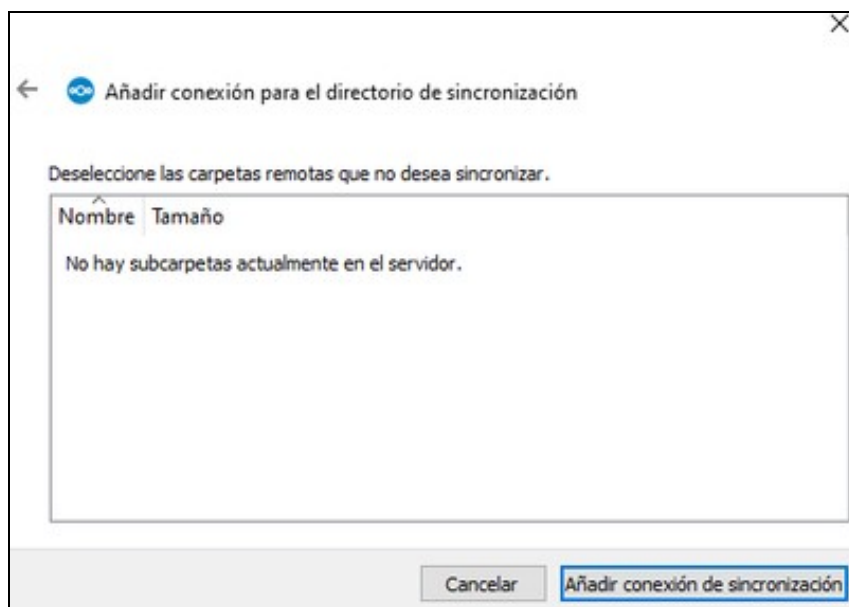 Añadir conexión para el directorio de sincronización
Deseleccione las carpetas remotas que no desea sincronizar.
Nombre Tamaño
No hay subcarpetas actualmente en el servidor.
Cancelar Añadir conexión de sincronización